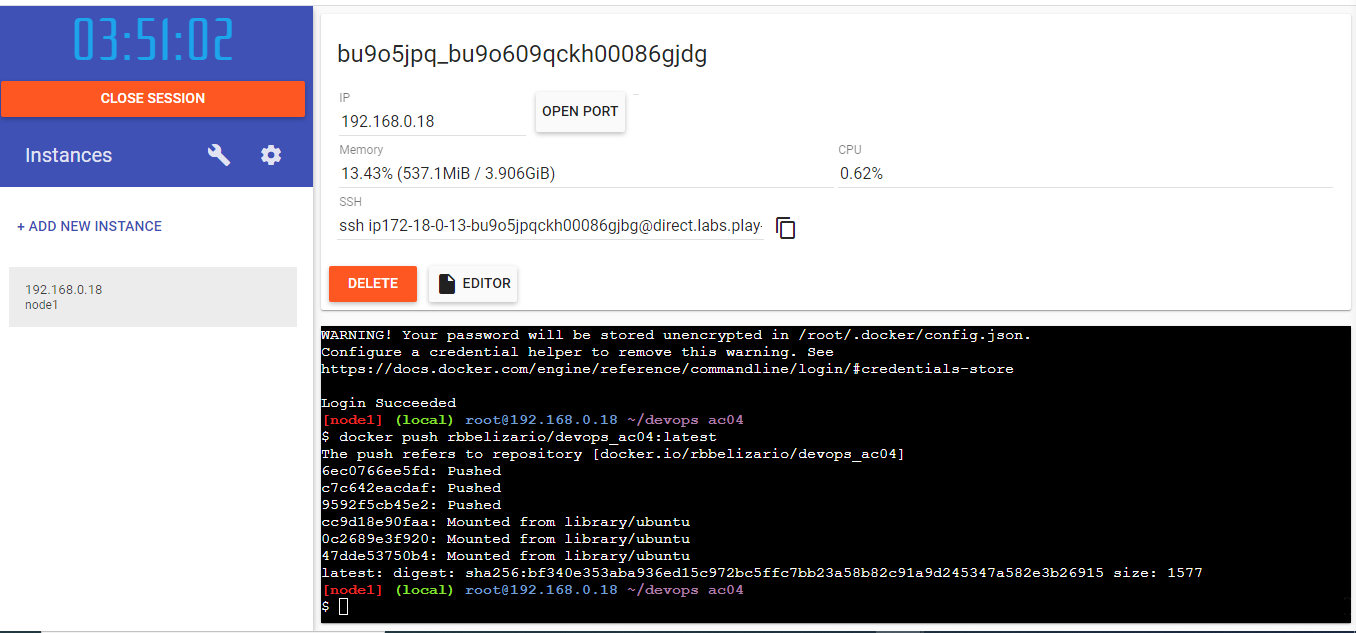 03:51:02
CLOSE SESSION
Instances
+ ADD NEW INSTANCE
192.168.0.18
node1
bu9o5jpq_bu9o609qckh00086gjdg
IP
192.168.0.18
OPEN PORT
Memory
13.43% (537.1MiB / 3.906GiB)
CPU
0.62%
SSH
ssh ip172-18-0-13-bu9o5jpqckh00086gjbg@direct.labs.play-
DELETE
EDITOR
WARNING! Your password will be stored unencrypted in /root/.docker/config.json.
Configure a credential helper to remove this warning. See
https://docs.docker.com/engine/reference/commandline/login/#credentials-store
Login Succeeded
[node1] (local) root@192.168.0.18 ~/devops ac04
$ docker push rbbelizario/devops_ac04:latest
The push refers to repository [docker.io/rbbelizario/devops_ac04]
6ec0766ee5fd: Pushed
c7c642eacdaf: Pushed
9592f5cb45e2: Pushed
cc9d18e90faa: Mounted from library/ubuntu
0c2689e3f920: Mounted from library/ubuntu
47dde53750b4: Mounted from library/ubuntu
latest: digest: sha256:bf340e353aba936ed15c972bc5ffc7bb23a58b82c91a9d245347a582e3b26915 size: 1577
[node1] (local) root@192.168.0.18 ~/devops ac04
$